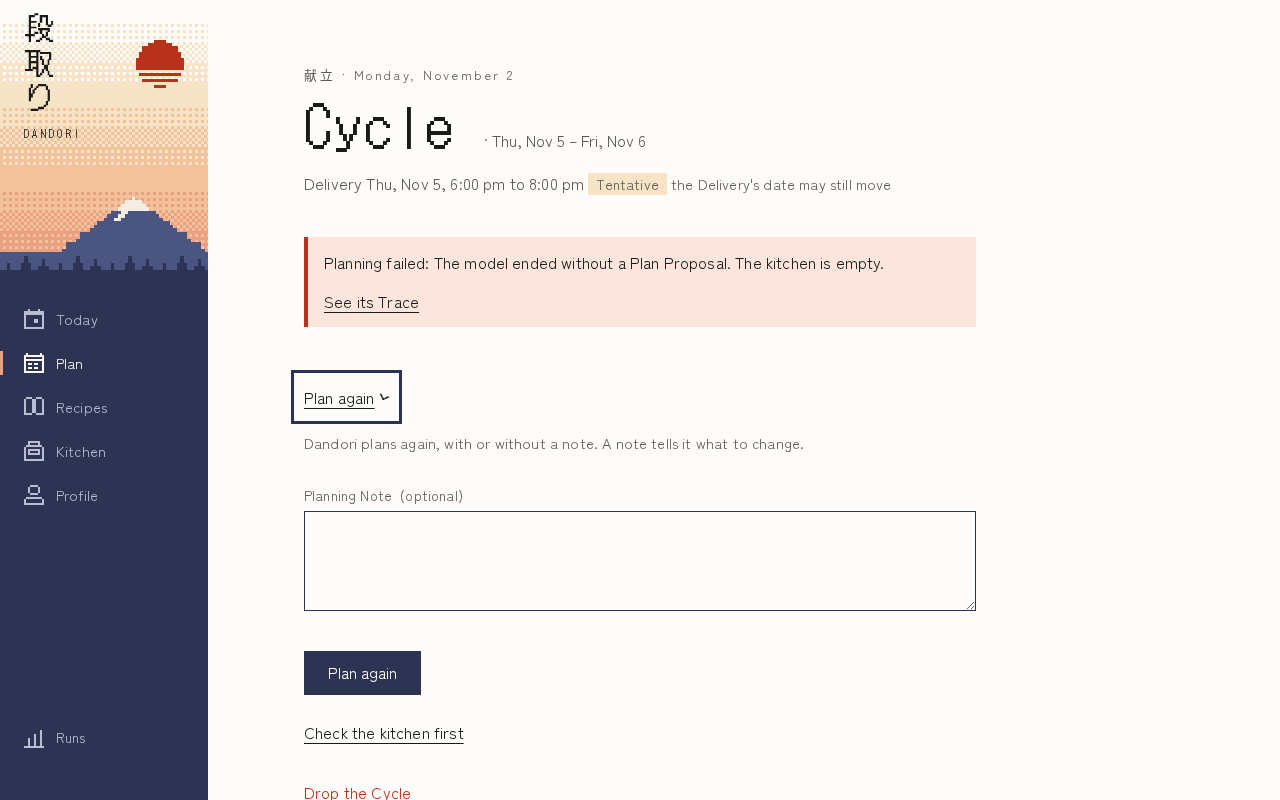 段取り
DANDORI
Today
Plan
Recipes
Kitchen
Profile
Runs
献立 · Monday, November 2
Cycle · Thu, Nov 5 – Fri, Nov 6
Delivery Thu, Nov 5, 6:00 pm to 8:00 pm Tentative the Delivery's date may still move
Planning failed: The model ended without a Plan Proposal. The kitchen is empty.
See its Trace
Plan again
Dandori plans again, with or without a note. A note tells it what to change.
Planning Note (optional)
Plan again
Check the kitchen first
Drop the Cycle